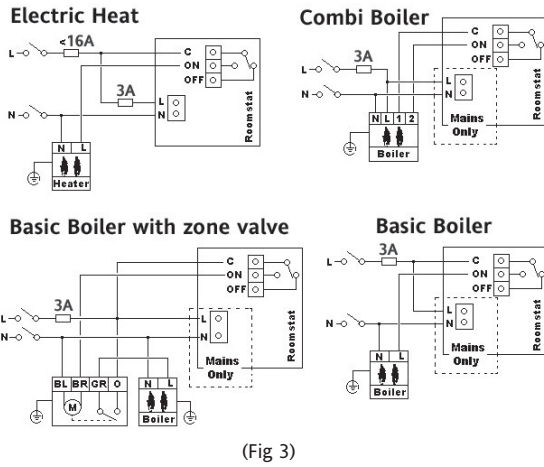 Electric Heat
<16A
L
C
ON
OFF
3A
L
N
N
Roomstat
N L
Heater
Combi Boiler
3A
L
N
C
ON
OFF
L
N
N L 1 2
Boiler
Mains
Only
Roomstat
Basic Boiler with zone valve
C
ON
OFF
3A
L
L
N
N
Mains
Only
Roomstat
BL BR GR O
M
N L
Boiler
Basic Boiler
3A
L
C
ON
OFF
L
N
N
Mains
Only
Roomstat
N L
Boiler
(Fig 3)